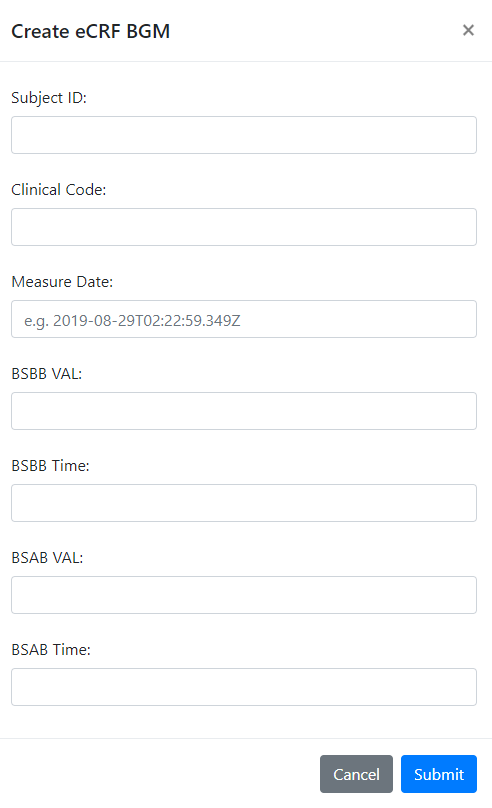 Create eCRF BGM ×
Subject ID:
Clinical Code:
Measure Date:
e.g. 2019-08-29T02:22:59.349Z
BSBB VAL:
BSBB Time:
BSAB VAL:
BSAB Time:
Cancel Submit